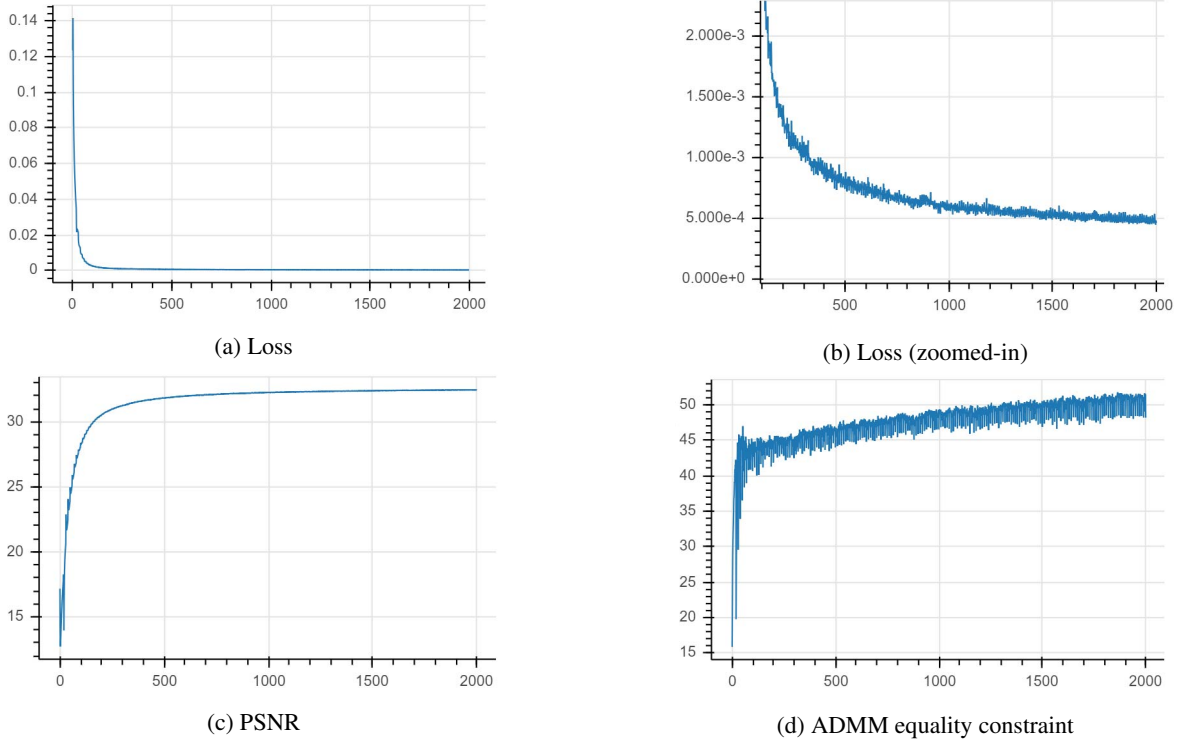 0.14
0.12
0.1
0.08
0.06
0.04
0.02
0
0 500 1000 1500 2000
(a) Loss
2.000e-3
1.500e-3
1.000e-3
5.000e-4
0.000e+0
500 1000 1500 2000
(b) Loss (zoomed-in)
30
25
20
15
0 500 1000 1500 2000
(c) PSNR
50
45
40
35
30
25
20
15
0 500 1000 1500 2000
(d) ADMM equality constraint